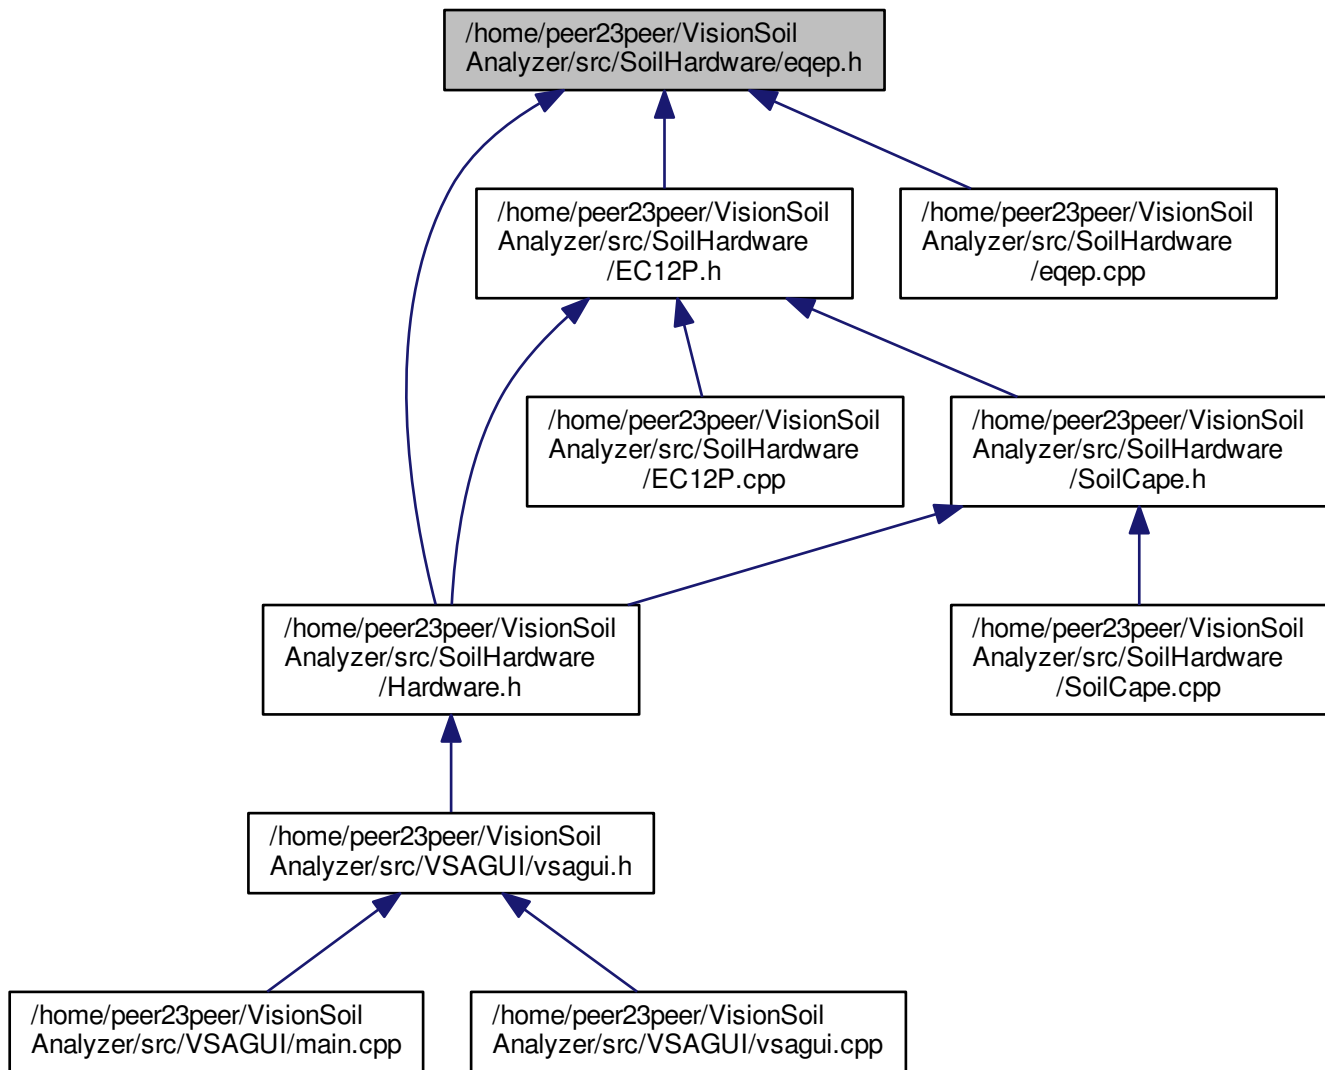 /home/peer23peer/VisionSoil
Analyzer/src/SoilHardware/eqep.h
/home/peer23peer/VisionSoil
Analyzer/src/SoilHardware
/EC12P.h
/home/peer23peer/VisionSoil
Analyzer/src/SoilHardware
/eqep.cpp
/home/peer23peer/VisionSoil
Analyzer/src/SoilHardware
/EC12P.cpp
/home/peer23peer/VisionSoil
Analyzer/src/SoilHardware
/SoilCape.h
/home/peer23peer/VisionSoil
Analyzer/src/SoilHardware
/Hardware.h
/home/peer23peer/VisionSoil
Analyzer/src/SoilHardware
/SoilCape.cpp
/home/peer23peer/VisionSoil
Analyzer/src/VSAGUI/vsagui.h
/home/peer23peer/VisionSoil
Analyzer/src/VSAGUI/main.cpp
/home/peer23peer/VisionSoil
Analyzer/src/VSAGUI/vsagui.cpp